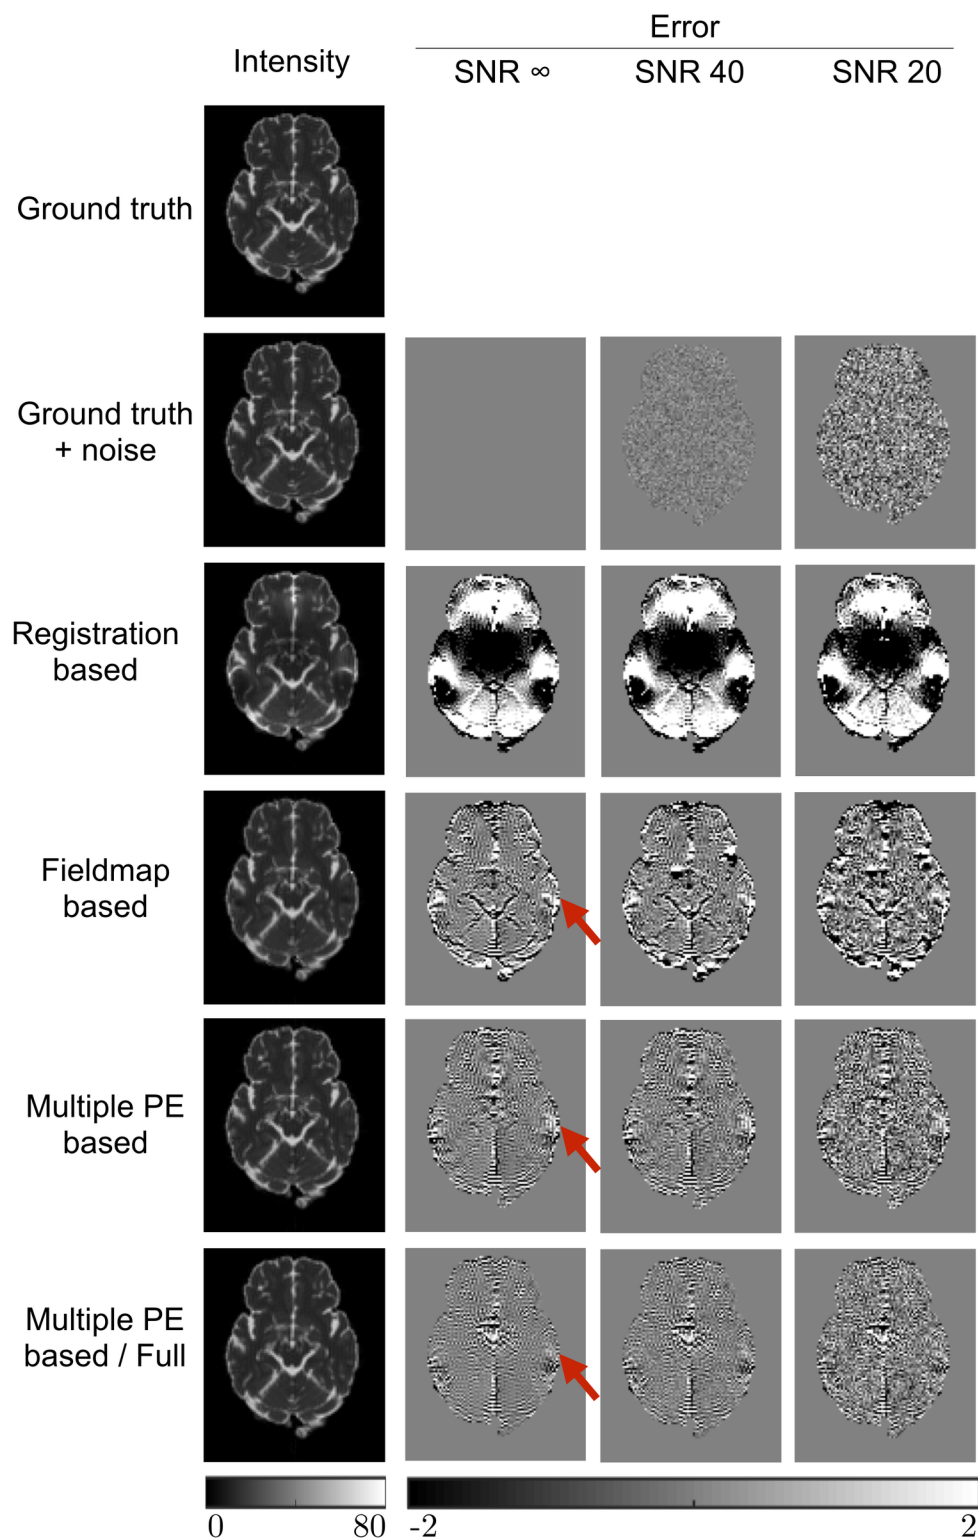 Error
Intensity
SNR ∞
SNR 40
SNR 20
Ground truth
Ground truth
+ noise
Registration
based
Fieldmap
based
Multiple PE
based
Multiple PE
based / Full
0
80
-2
2